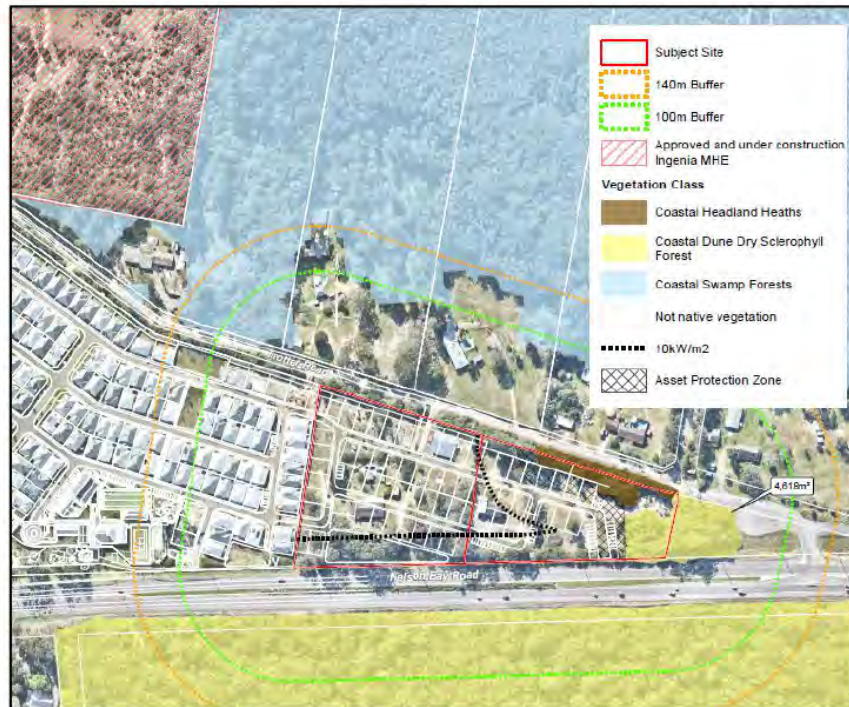 Subject Site
140m Buffer
100m Buffer
Approved and under construction
Ingenia MHE
Vegetation Class
Coastal Headland Heaths
Coastal Dune Dry Sclerophyll
Forest
Coastal Swamp Forests
Not native vegetation
10kW/m2
Asset Protection Zone
Trotter Road
4,618m²
Nelson Bay Road